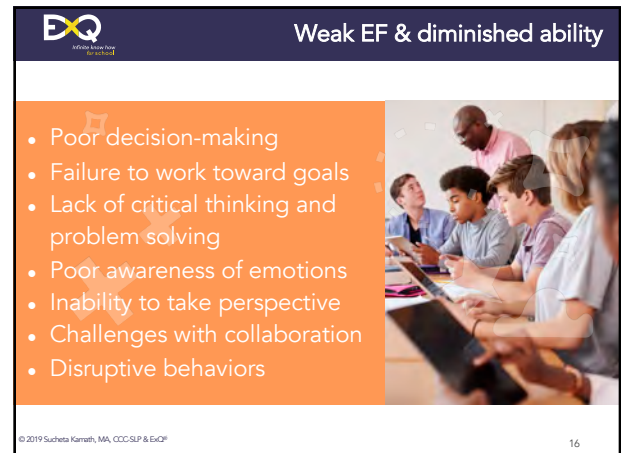 ExQ
Infinite know how
for school
Weak EF & diminished ability
• Poor decision-making
• Failure to work toward goals
• Lack of critical thinking and
problem solving
• Poor awareness of emotions
• Inability to take perspective
• Challenges with collaboration
• Disruptive behaviors
© 2019 Sucheta Kamath, MA, CCC-SLP & ExQ®
16